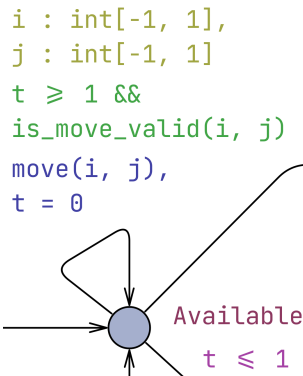 i : int[-1, 1],
j : int[-1, 1]
t ⩾ 1 &&
is_move_valid(i, j)
move(i, j),
t = 0
Available
t ⩽ 1